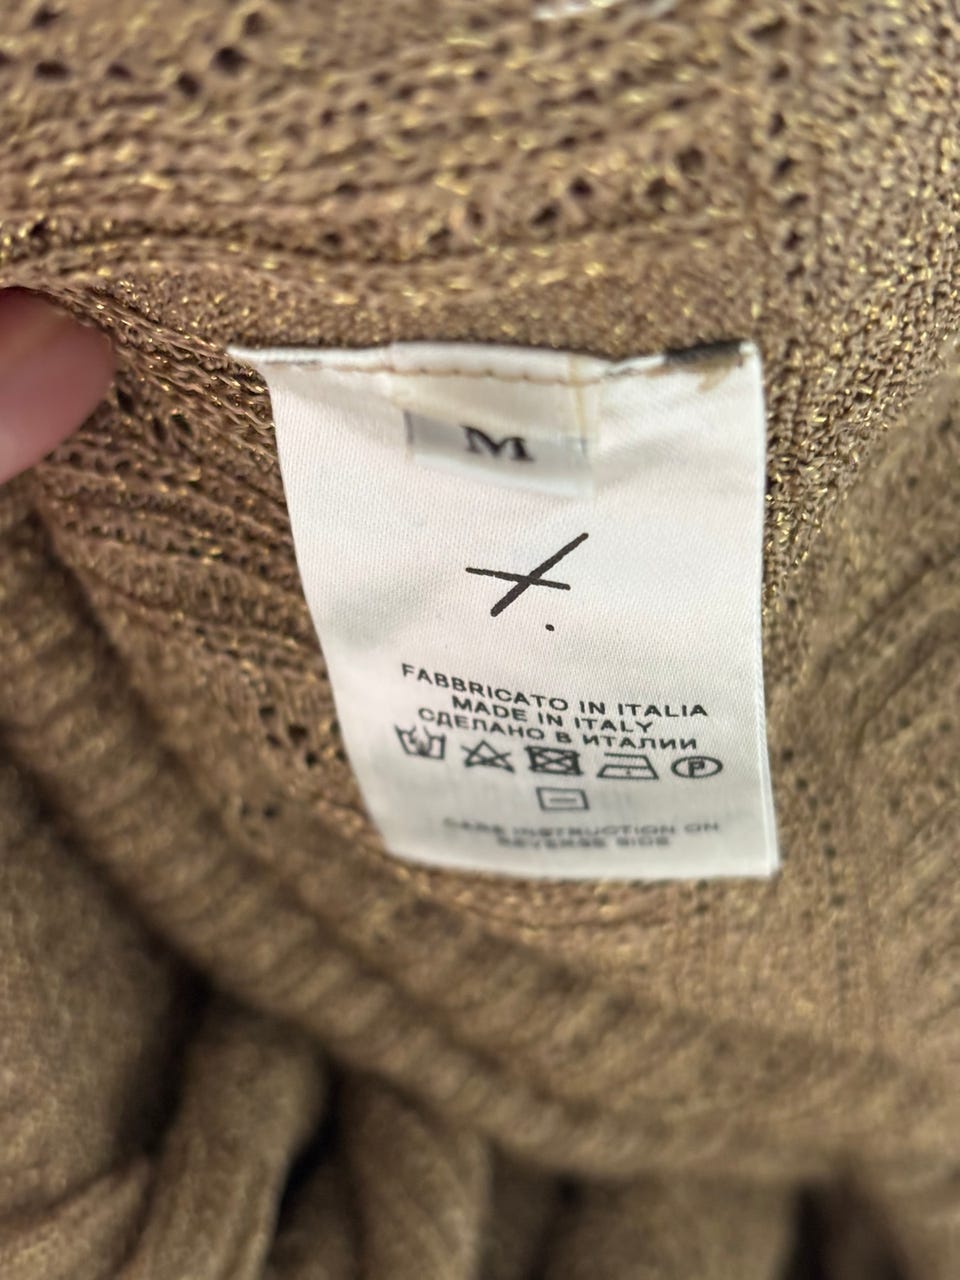 M
FABBRICATO IN ITALIA
MADE IN ITALY
СДЕЛАНО В ИТАЛИИ
P
CARE INSTRUCTION ON
REVERSE SIDE